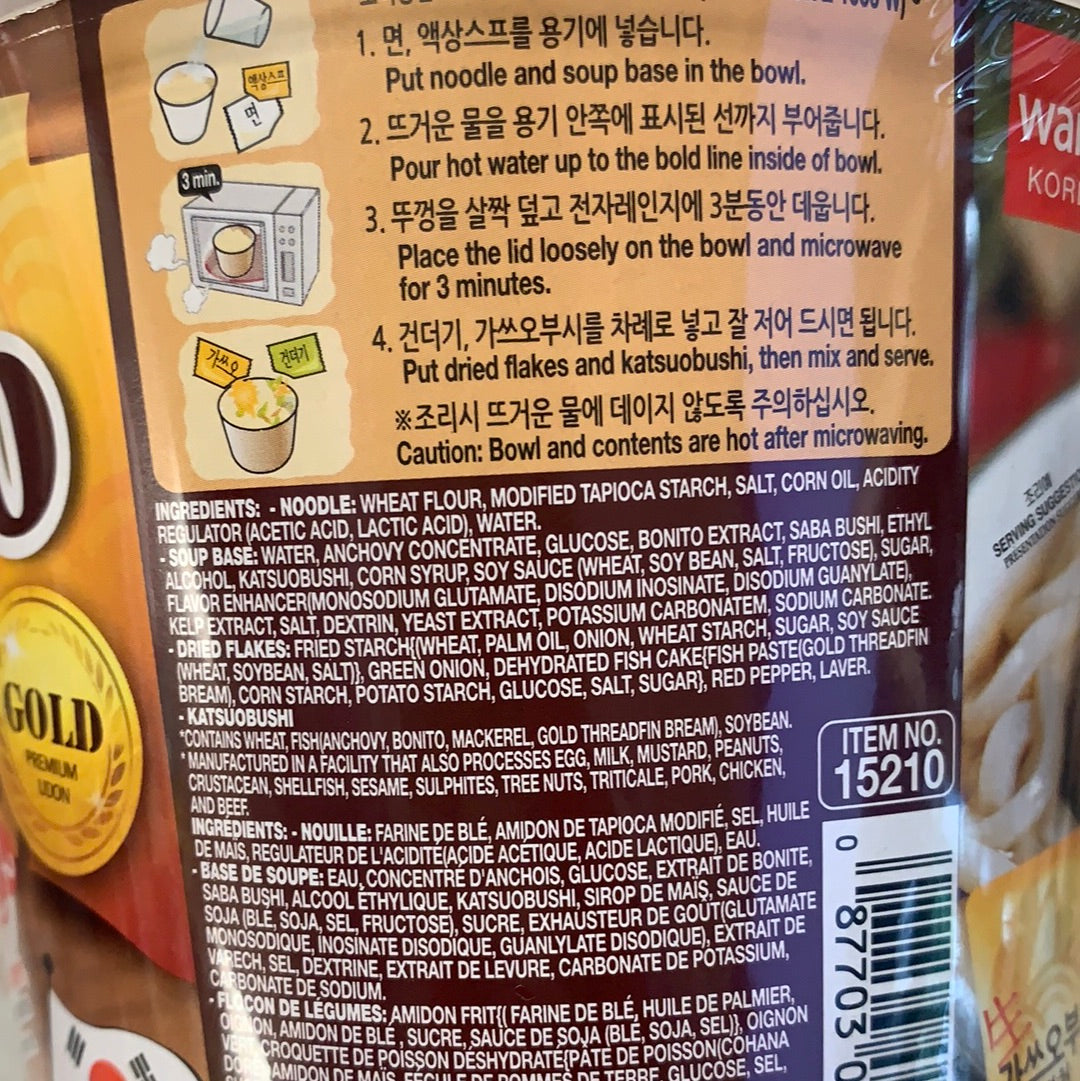 액상스프
면
1. 면, 액상스프를 용기에 넣습니다.
Put noodle and soup base in the bowl.
2. 뜨거운 물을 용기 안쪽에 표시된 선까지 부어줍니다.
Pour hot water up to the bold line inside of bowl.
3 min.
3. 뚜껑을 살짝 덮고 전자레인지에 3분동안 데웁니다.
Place the lid loosely on the bowl and microwave
for 3 minutes.
가쓰오
건더기
4. 건더기, 가쓰오부시를 차례로 넣고 잘 저어 드시면 됩니다.
Put dried flakes and katsuobushi, then mix and serve.
※조리시 뜨거운 물에 데이지 않도록 주의하십시오.
Caution: Bowl and contents are hot after microwaving.
INGREDIENTS: - NOODLE: WHEAT FLOUR, MODIFIED TAPIOCA STARCH, SALT, CORN OIL, ACIDITY
REGULATOR (ACETIC ACID, LACTIC ACID), WATER.
- SOUP BASE: WATER, ANCHOVY CONCENTRATE, GLUCOSE, BONITO EXTRACT, SABA BUSHI, ETHYL
ALCOHOL, KATSUOBUSHI, CORN SYRUP, SOY SAUCE (WHEAT, SOY BEAN, SALT, FRUCTOSE), SUGAR,
FLAVOR ENHANCER(MONOSODIUM GLUTAMATE, DISODIUM INOSINATE, DISODIUM GUANYLATE),
KELP EXTRACT, SALT, DEXTRIN, YEAST EXTRACT, POTASSIUM CARBONATEM, SODIUM CARBONATE.
- DRIED FLAKES: FRIED STARCH{(WHEAT, PALM OIL, ONION, WHEAT STARCH, SUGAR, SOY SAUCE
(WHEAT, SOYBEAN, SALT)}, GREEN ONION, DEHYDRATED FISH CAKE{FISH PASTE(GOLD THREADFIN
BREAM), CORN STARCH, POTATO STARCH, GLUCOSE, SALT, SUGAR}, RED PEPPER, LAVER.
- KATSUOBUSHI
*CONTAINS WHEAT, FISH(ANCHOVY, BONITO, MACKEREL, GOLD THREADFIN BREAM), SOYBEAN.
*MANUFACTURED IN A FACILITY THAT ALSO PROCESSES EGG, MILK, MUSTARD, PEANUTS,
CRUSTACEAN, SHELLFISH, SESAME, SULPHITES, TREE NUTS, TRITICALE, PORK, CHICKEN,
AND BEEF.
INGRÉDIENTS: - NOUILLE: FARINE DE BLÉ, AMIDON DE TAPIOCA MODIFIÉ, SEL, HUILE
DE MAÏS, REGULATEUR DE L'ACIDITÉ(ACIDE ACÉTIQUE, ACIDE LACTIQUE), EAU.
- BASE DE SOUPE: EAU, CONCENTRÉ D'ANCHOIS, GLUCOSE, EXTRAIT DE BONITE,
SABA BUSHI, ALCOOL ÉTHYLIQUE, KATSUOBUSHI, SIROP DE MAÏS, SAUCE DE
SOJA (BLÉ, SOJA, SEL, FRUCTOSE), SUCRE, EXHAUSTEUR DE GOÛT(GLUTAMATE
MONOSODIQUE, INOSINATE DISODIQUE, GUANLYLATE DISODIQUE), EXTRAIT DE
VARECH, SEL, DEXTRINE, EXTRAIT DE LEVURE, CARBONATE DE POTASSIUM,
CARBONATE DE SODIUM.
- FLOCON DE LÉGUMES: AMIDON FRIT{( FARINE DE BLÉ, HUILE DE PALMIER,
OIGNON, AMIDON DE BLÉ , SUCRE, SAUCE DE SOJA (BLÉ, SOJA, SEL)}, OIGNON
VERT, CROQUETTE DE POISSON DÉSHYDRATÉ{PÂTE DE POISSON(COHANA
AMIDON DE MAÏS, FÉCULE DE POMMES DE TERRE, GLUCOSE, SEL,
ITEM NO.
15210
0 87703 0
GOLD
PREMIUM
UDON
wa
KOR
조리예
SERVING SUGGEST
生
가쓰오부